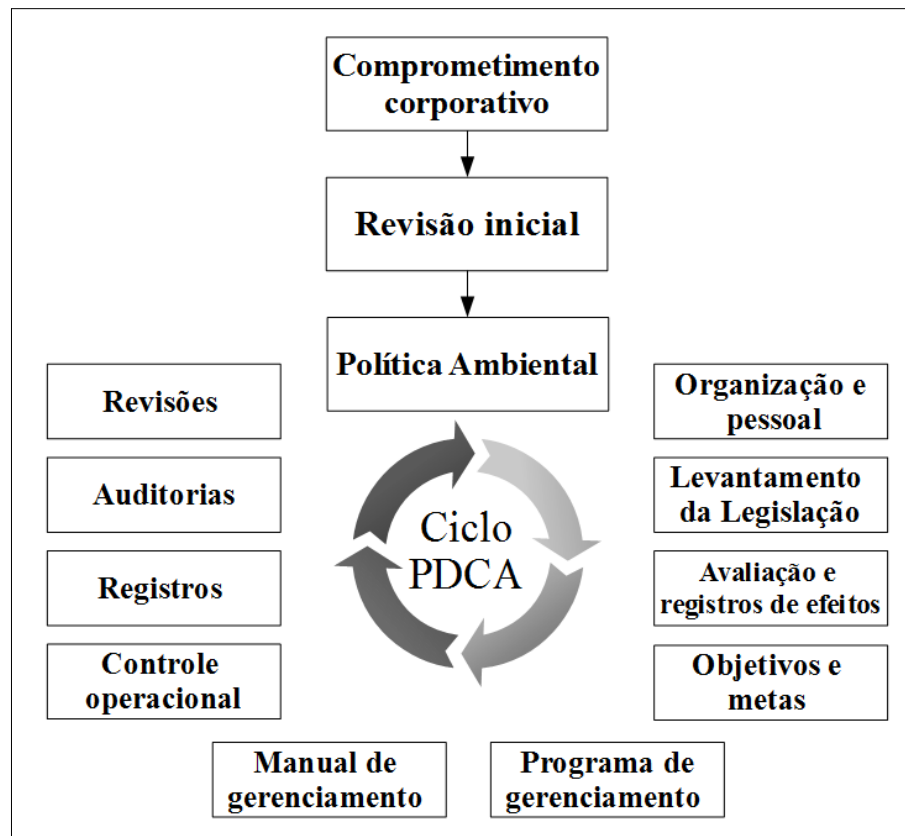 Comprometimento
corporativo
Revisão inicial
Política Ambiental
Revisões
Organização e
pessoal
Auditorias
Levantamento
da Legislação
Ciclo
PDCA
Registros
Avaliação e
registros de efeitos
Controle
operacional
Objetivos e
metas
Manual de
gerenciamento
Programa de
gerenciamento